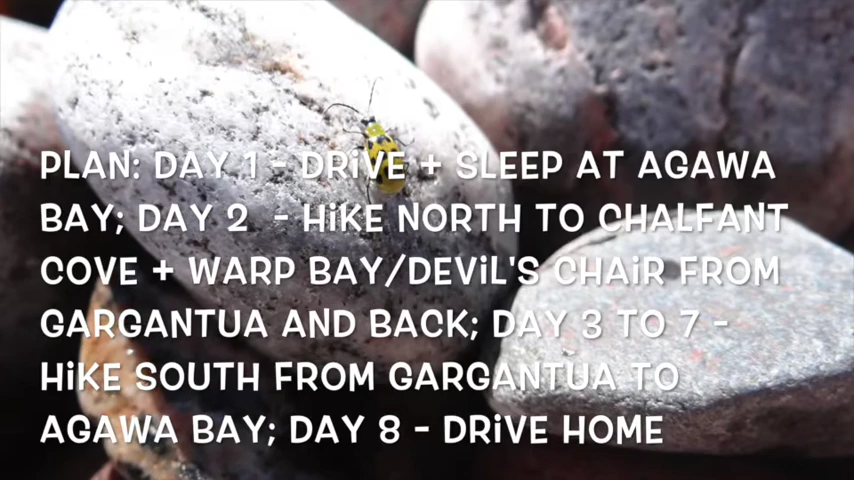 PLAN: DAY 1 - DRiVE + SLEEP AT AGAWA
BAY; DAY 2 - HiKE NORTH TO CHALFANT
COVE + WARP BAY/DEViL'S CHAiR FROM
GARGANTUA AND BACK; DAY 3 TO 7 -
HiKE SOUTH FROM GARGANTUA TO
AGAWA BAY; DAY 8 - DRiVE HOME